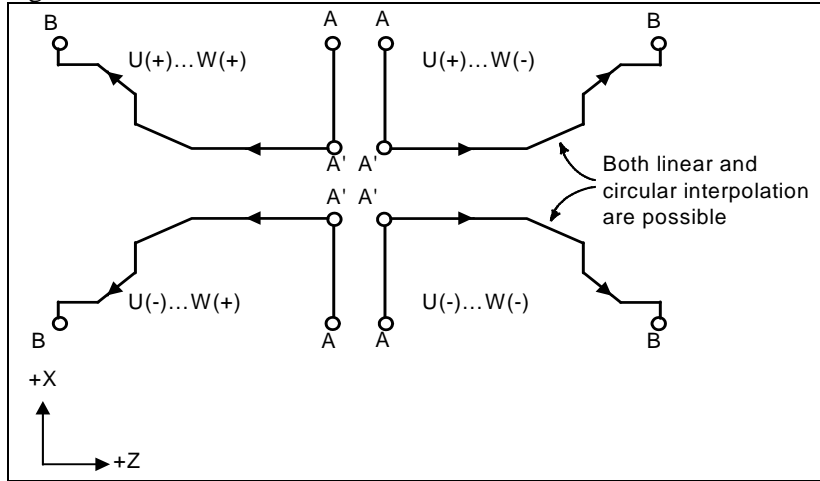 B
A
A
B
U(+)...W(+)
U(+)...W(-)
A'
A'
Both linear and
circular interpolation
are possible
A'
A'
U(-)...W(+)
U(-)...W(-)
B
A
A
B
+X
+Z